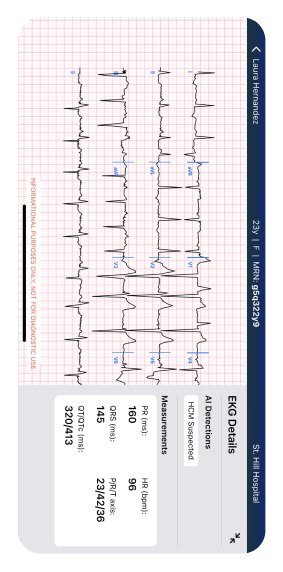 Laura Hernandez
23y | F | MRN: g5q322y9
St. Hill Hospital
I
aVR
V1
V4
II
aVL
V2
V5
aVF
V3
V6
II
INFORMATIONAL PURPOSES ONLY, NOT FOR DIAGNOSTIC USE.
EKG Details
AI Detections
HCM Suspected
Measurements
PR (ms):
160
HR (bpm):
96
QRS (ms):
145
P/R/T axis:
23/42/36
QT/QTc (ms):
320/413